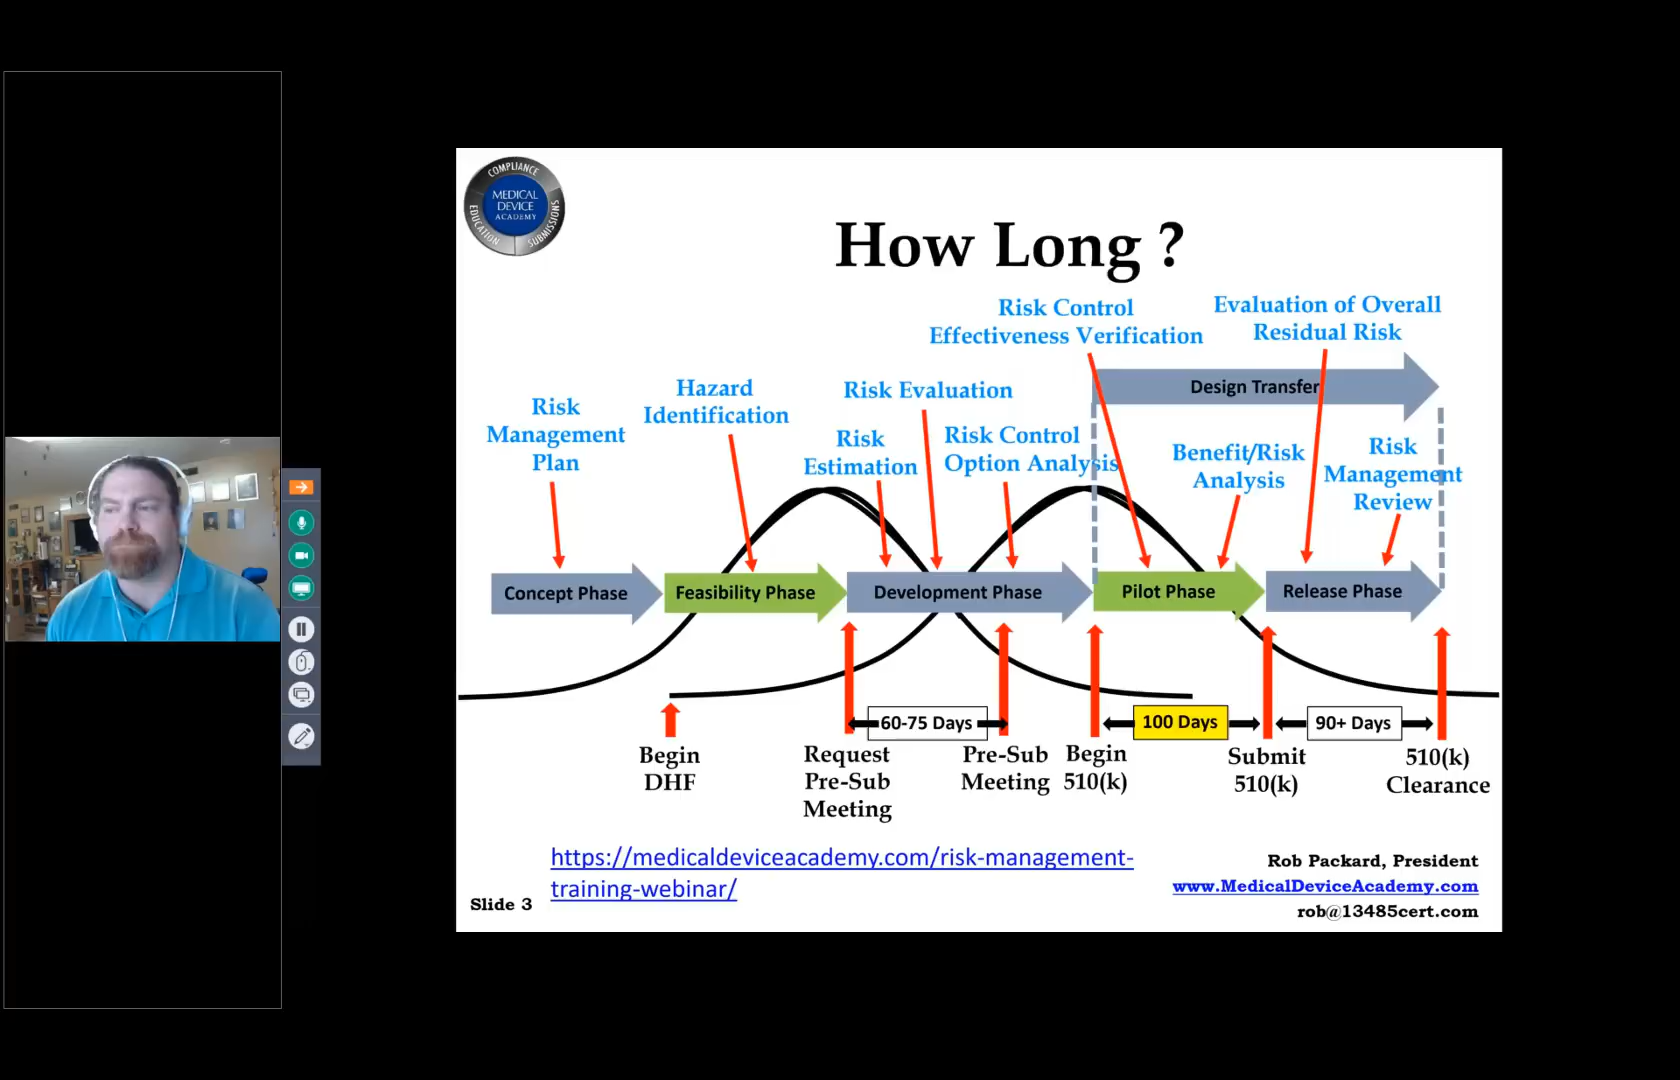 COMPLIANCE
EDUCATION
SUBMISSIONS
MEDICAL
DEVICE
ACADEMY
How Long ?
Risk Control
Effectiveness Verification
Evaluation of Overall
Residual Risk
Design Transfer
Risk
Management
Plan
Hazard
Identification
Risk Evaluation
Risk
Estimation
Risk Control
Option Analysis
Benefit/Risk
Analysis
Risk
Management
Review
Concept Phase
Feasibility Phase
Development Phase
Pilot Phase
Release Phase
60-75 Days
100 Days
90+ Days
Begin
DHF
Request
Pre-Sub
Meeting
Pre-Sub
Meeting
Begin
510(k)
Submit
510(k)
510(k)
Clearance
https://medicaldeviceacademy.com/risk-management-
training-webinar/
Slide 3
Rob Packard, President
www.MedicalDeviceAcademy.com
rob@13485cert.com